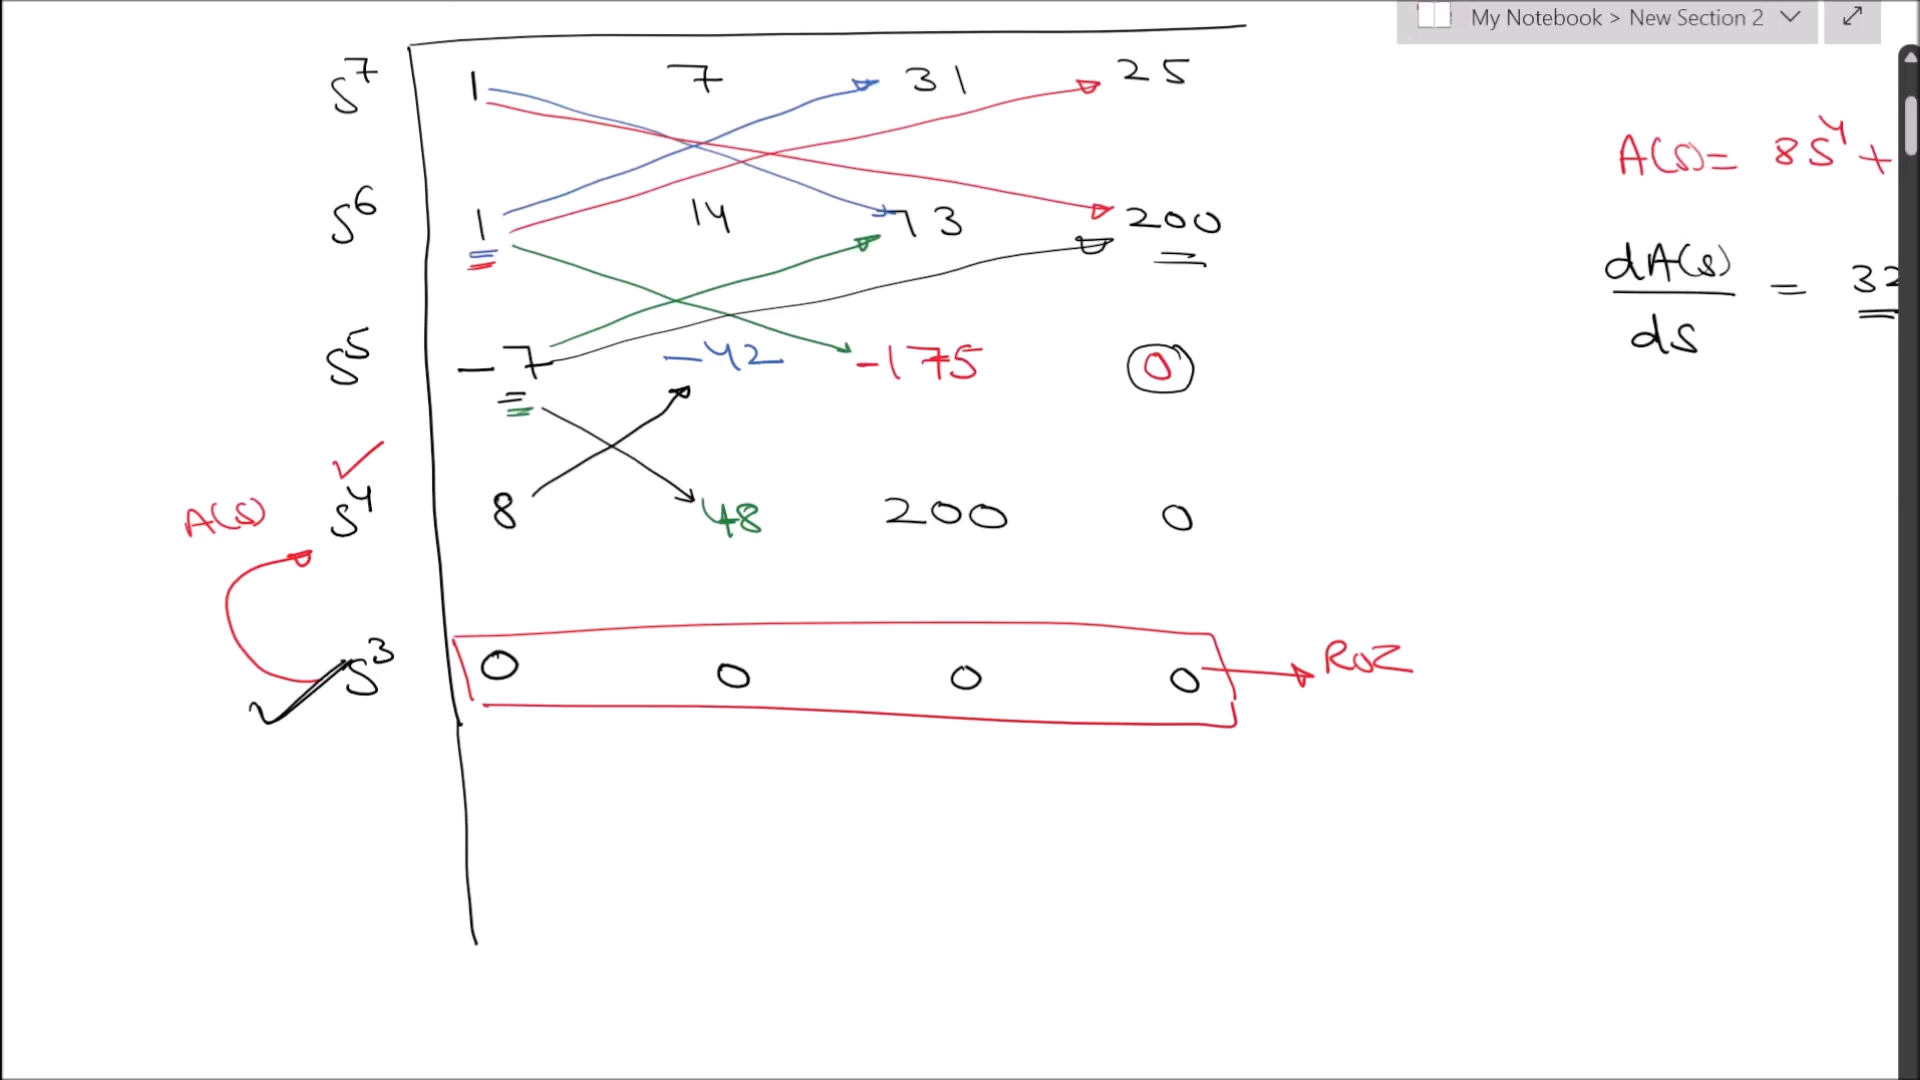 My Notebook > New Section 2
s⁷ 1 7 31 25
s⁶ 1 14 73 200
s⁵ -7 -42 -175 0
A(s) s⁴ 8 48 200 0
s³ 0 0 0 0 ROZ
A(s) = 8s⁴ +
dA(s)/ds = 32